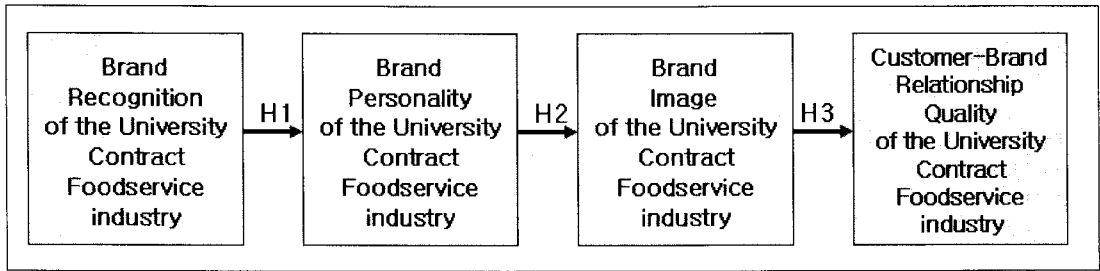 Brand
Recognition
of the University
Contract
Foodservice
industry
H1
Brand
Personality
of the University
Contract
Foodservice
industry
H2
Brand
Image
of the University
Contract
Foodservice
industry
H3
Customer-Brand
Relationship
Quality
of the University
Contract
Foodservice
industry